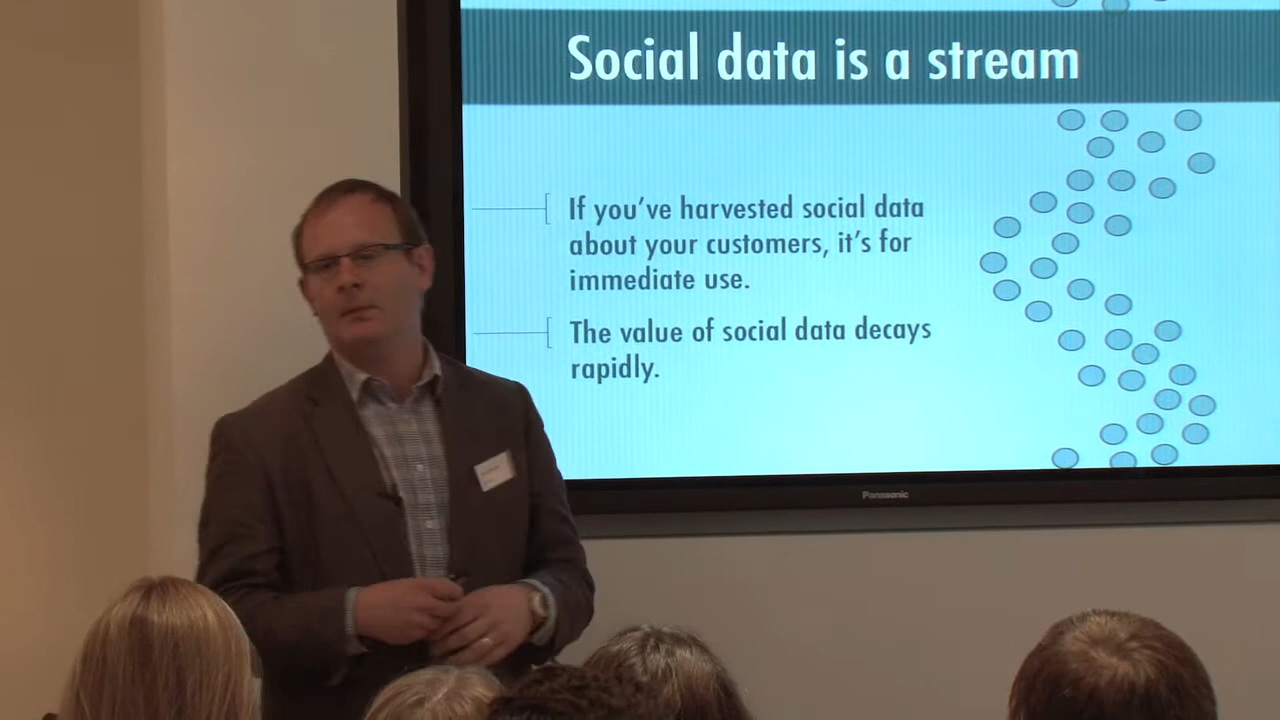 Social data is a stream
If you've harvested social data
about your customers, it's for
immediate use.
The value of social data decays
rapidly.
Panasonic